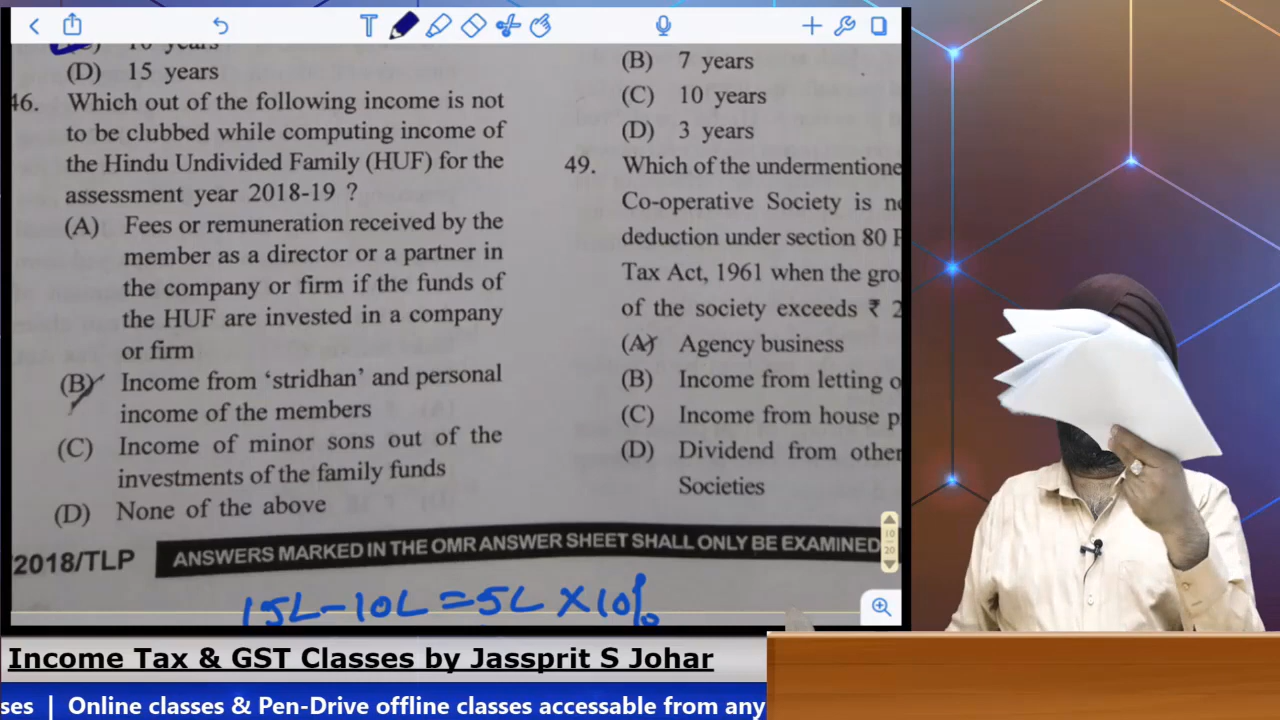 (D) 15 years
46. Which out of the following income is not
to be clubbed while computing income of
the Hindu Undivided Family (HUF) for the
assessment year 2018-19 ?
(A) Fees or remuneration received by the
member as a director or a partner in
the company or firm if the funds of
the HUF are invested in a company
or firm
(B) Income from ‘stridhan’ and personal
income of the members
(C) Income of minor sons out of the
investments of the family funds
(D) None of the above
2018/TLP
ANSWERS MARKED IN THE OMR ANSWER SHEET SHALL ONLY BE EXAMINED
15L-10L=5L×10%
(B) 7 years
(C) 10 years
(D) 3 years
49. Which of the undermentione
Co-operative Society is n
deduction under section 80
Tax Act, 1961 when the gro
of the society exceeds ₹ 2
(A) Agency business
(B) Income from letting o
(C) Income from house p
(D) Dividend from other
Societies
10
20
Income Tax & GST Classes by Jassprit S Johar
ses | Online classes & Pen-Drive offline classes accessable from any